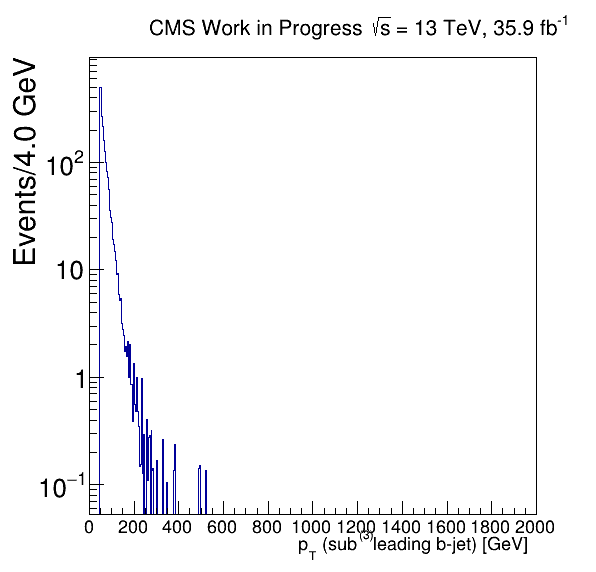 CMS Work in Progress √s = 13 TeV, 35.9 fb⁻¹
Events/4.0 GeV
10²
10
1
10⁻¹
0 200 400 600 800 1000 1200 1400 1600 1800 2000
p_T (sub⁽³⁾leading b-jet) [GeV]